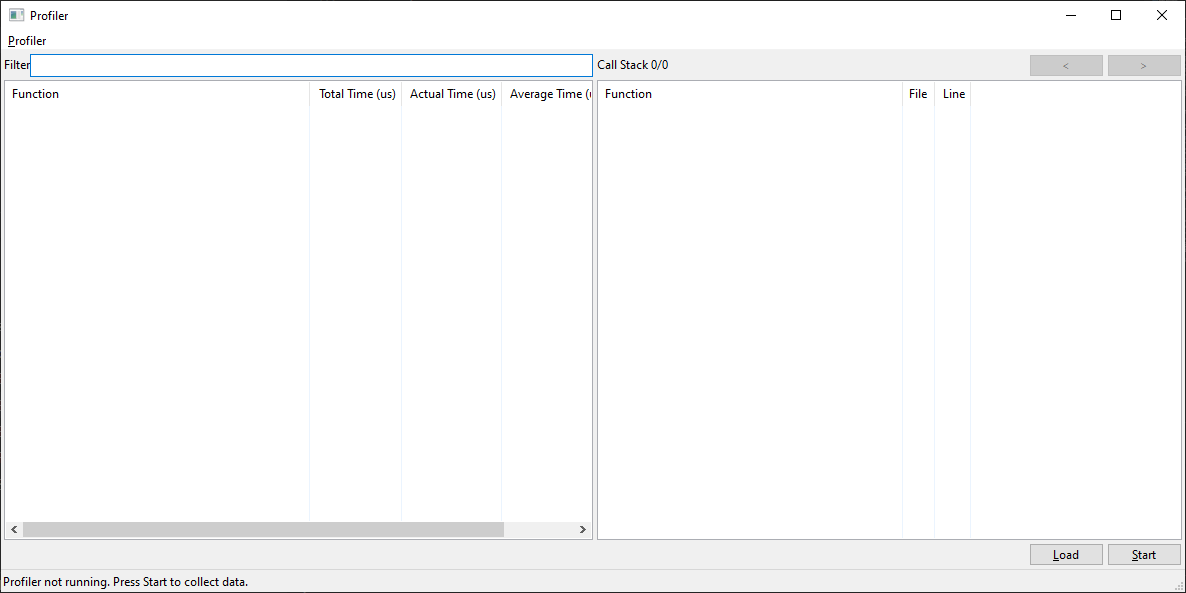 Profiler
Profiler
Filter
Call Stack 0/0
<
>
Function Total Time (us) Actual Time (us) Average Time (
Function File Line
Load Start
Profiler not running. Press Start to collect data.